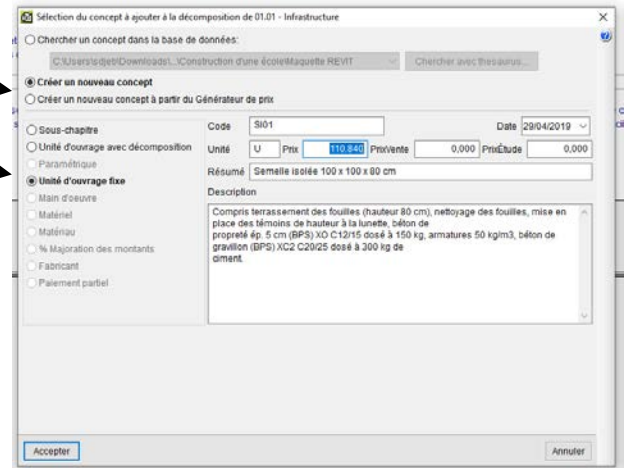 Sélection du concept à ajouter à la décomposition de 01.01 - Infrastructure
Chercher un concept dans la base de données:
C:\Users\sdjeti\Downloads\...\Construction d'une école\Maquette REVIT
Chercher avec thesaurus...
Créer un nouveau concept
Créer un nouveau concept à partir du Générateur de prix
Sous-chapitre
Unité d'ouvrage avec décomposition
Paramétrique
Unité d'ouvrage fixe
Main d'oeuvre
Matériel
Matériau
% Majoration des montants
Fabricant
Paiement partiel
Code SI01 Date 29/04/2019
Unité U Prix 110.840 PrixVente 0,000 PrixÉtude 0,000
Résumé Semelle isolée 100 x 100 x 80 cm
Description
Compris terrassement des fouilles (hauteur 80 cm), nettoyage des fouilles, mise en
place des témoins de hauteur à la lunette, béton de
propreté ép. 5 cm (BPS) XO C12/15 dosé à 150 kg, armatures 50 kg/m3, béton de
gravillon (BPS) XC2 C20/25 dosé à 300 kg de
ciment.
Accepter
Annuler